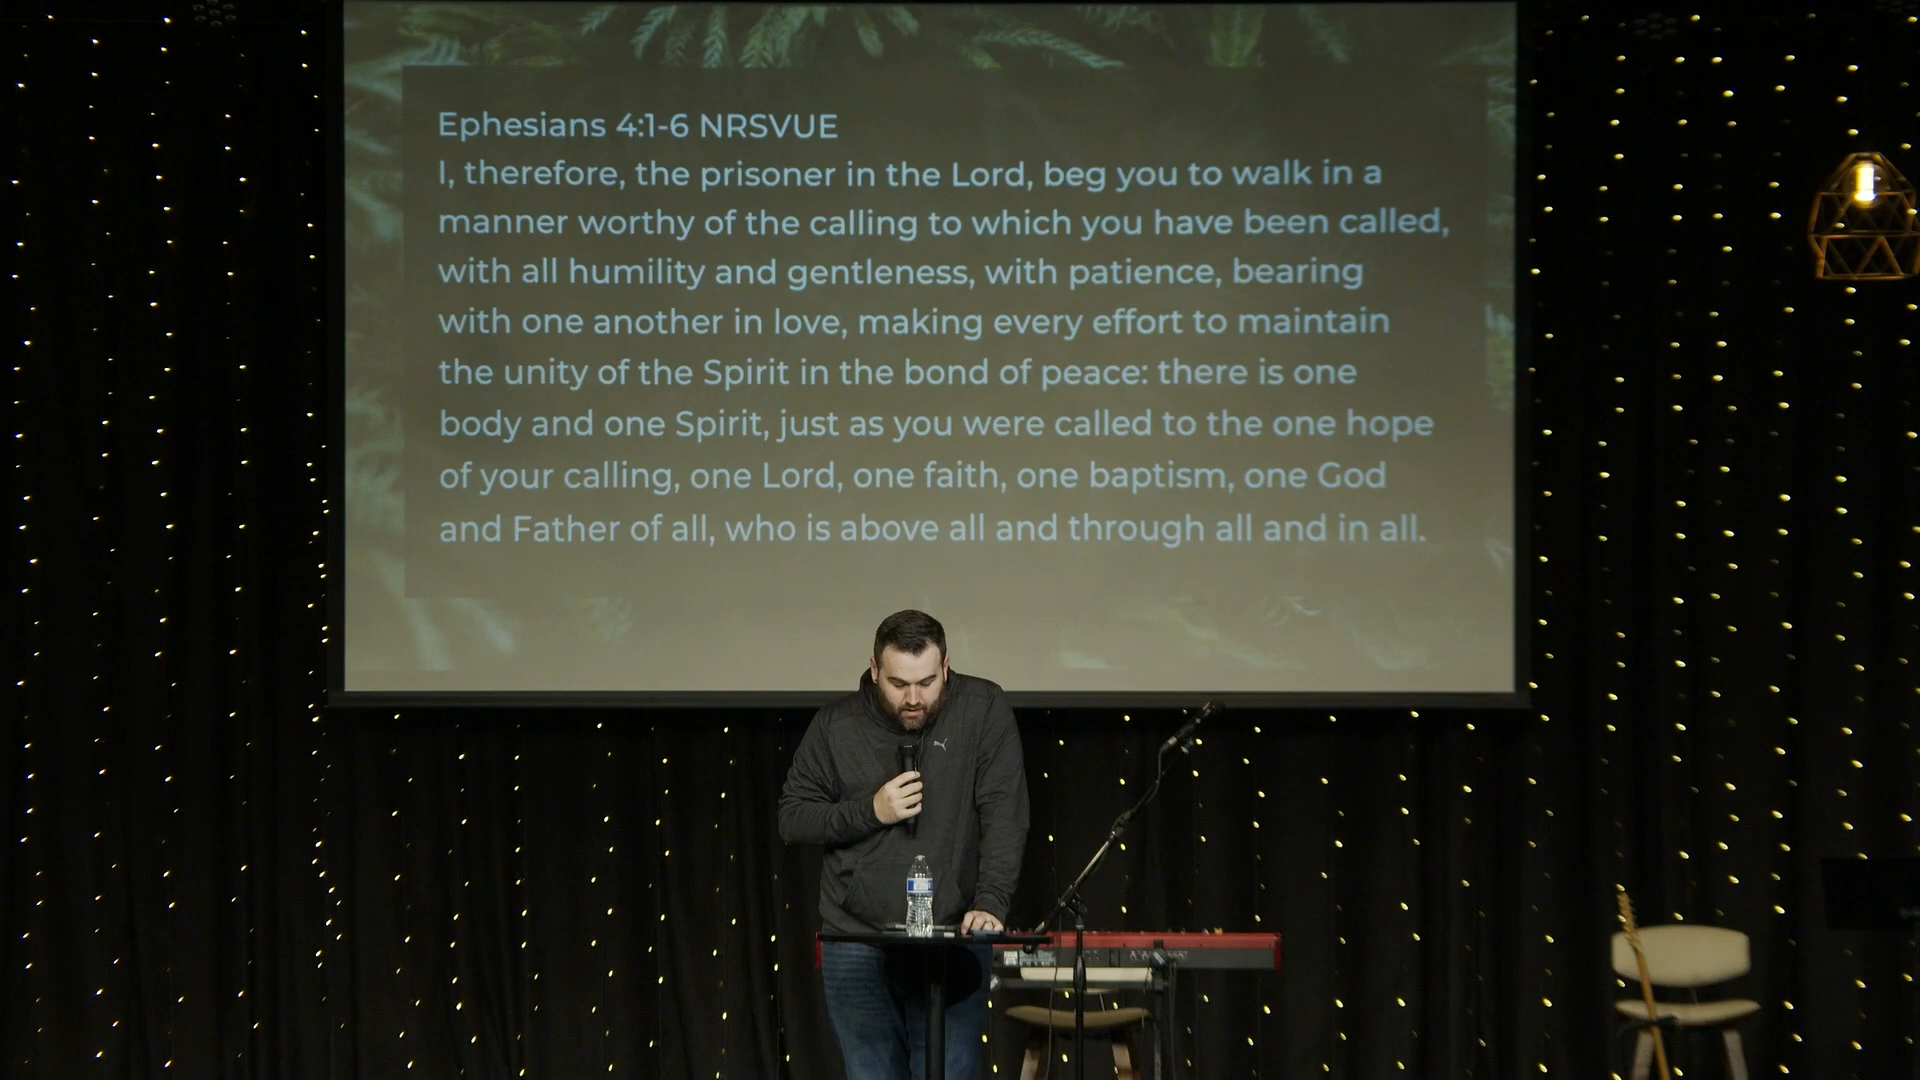 Ephesians 4:1-6 NRSVUE
I, therefore, the prisoner in the Lord, beg you to walk in a
manner worthy of the calling to which you have been called,
with all humility and gentleness, with patience, bearing
with one another in love, making every effort to maintain
the unity of the Spirit in the bond of peace: there is one
body and one Spirit, just as you were called to the one hope
of your calling, one Lord, one faith, one baptism, one God
and Father of all, who is above all and through all and in all.